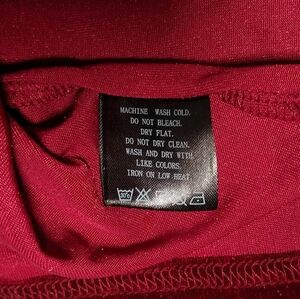 MACHINE WASH COLD.
DO NOT BLEACH.
DRY FLAT.
DO NOT DRY CLEAN.
WASH AND DRY WITH
LIKE COLORS.
IRON ON LOW HEAT.